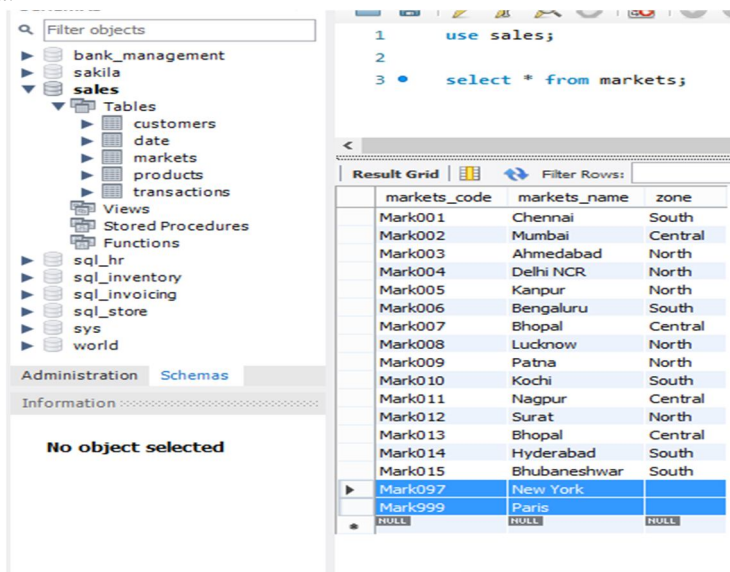 Filter objects
bank_management
sakila
sales
Tables
customers
date
markets
products
transactions
Views
Stored Procedures
Functions
sql_hr
sql_inventory
sql_invoicing
sql_store
sys
world
Administration Schemas
Information
No object selected
1 use sales;
2
3 select * from markets;
<
Result Grid Filter Rows:
markets_code markets_name zone
Mark001 Chennai South
Mark002 Mumbai Central
Mark003 Ahmedabad North
Mark004 Delhi NCR North
Mark005 Kanpur North
Mark006 Bengaluru South
Mark007 Bhopal Central
Mark008 Lucknow North
Mark009 Patna North
Mark010 Kochi South
Mark011 Nagpur Central
Mark012 Surat North
Mark013 Bhopal Central
Mark014 Hyderabad South
Mark015 Bhubaneshwar South
Mark097 New York
Mark999 Paris
NULL NULL NULL